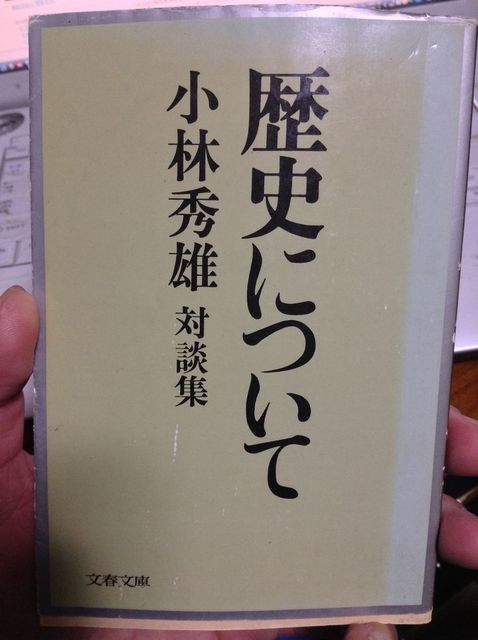 歴史について
小林秀雄 対談集
文春文庫